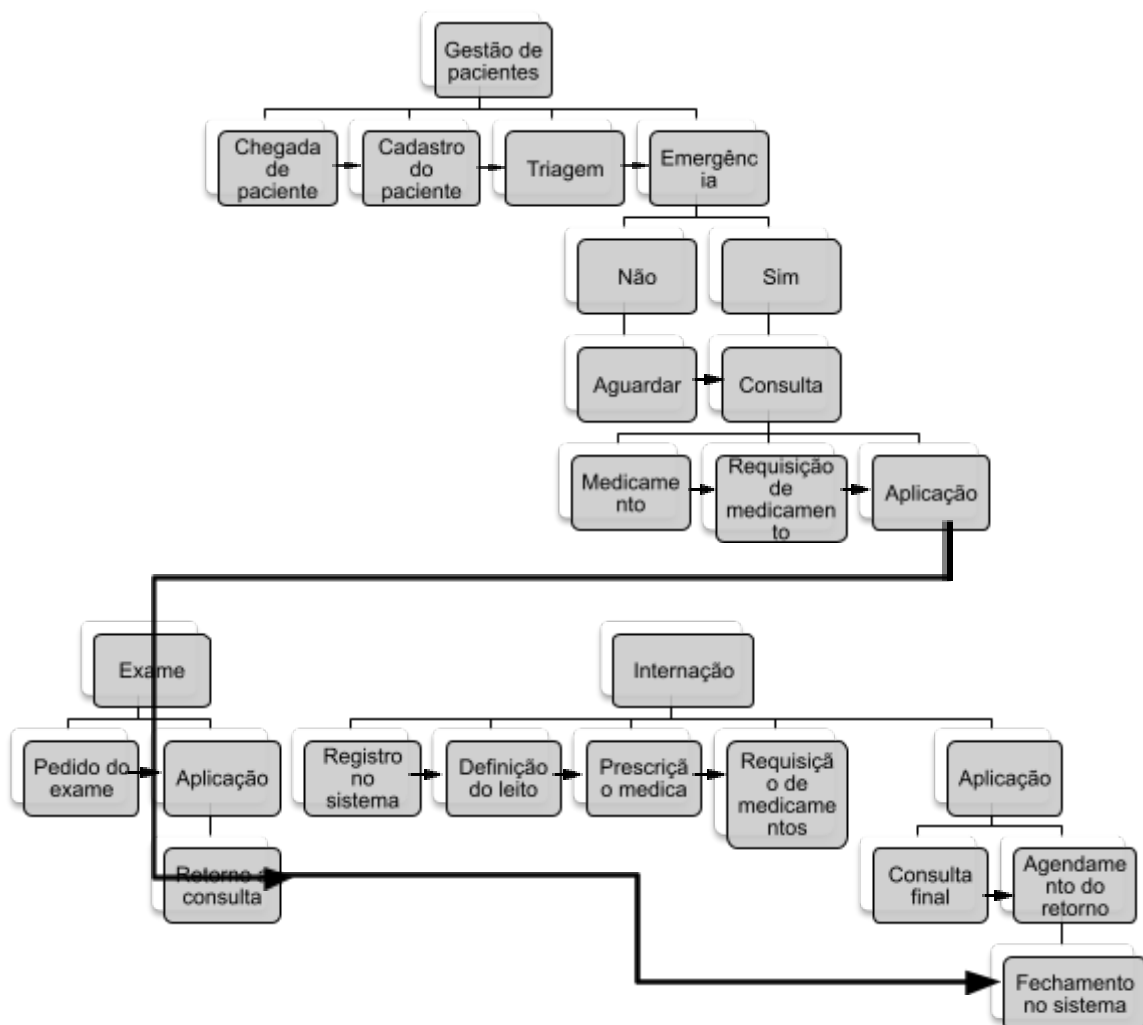 Gestão de
pacientes
Chegada
de
paciente
Cadastro
do
paciente
Triagem
Emergênc
ia
Não
Sim
Aguardar
Consulta
Medicame
nto
Requisição
de
medicamen
to
Aplicação
Exame
Internação
Pedido do
exame
Aplicação
Registro
no
sistema
Definição
do leito
Prescriçã
o medica
Requisiçã
o de
medicame
ntos
Aplicação
Retorno a
consulta
Consulta
final
Agendame
nto do
retorno
Fechamento
no sistema